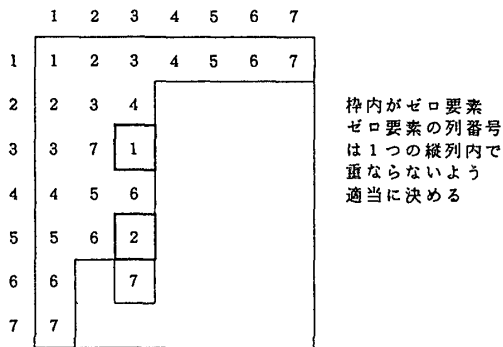 1 2 3 4 5 6 7
1 1 2 3 4 5 6 7
2 2 3 4
3 3 7 1
4 4 5 6
5 5 6 2
6 6 7
7 7
枠内がゼロ要素
ゼロ要素の列番号
は1つの縦列内で
重ならないよう
適当に決める